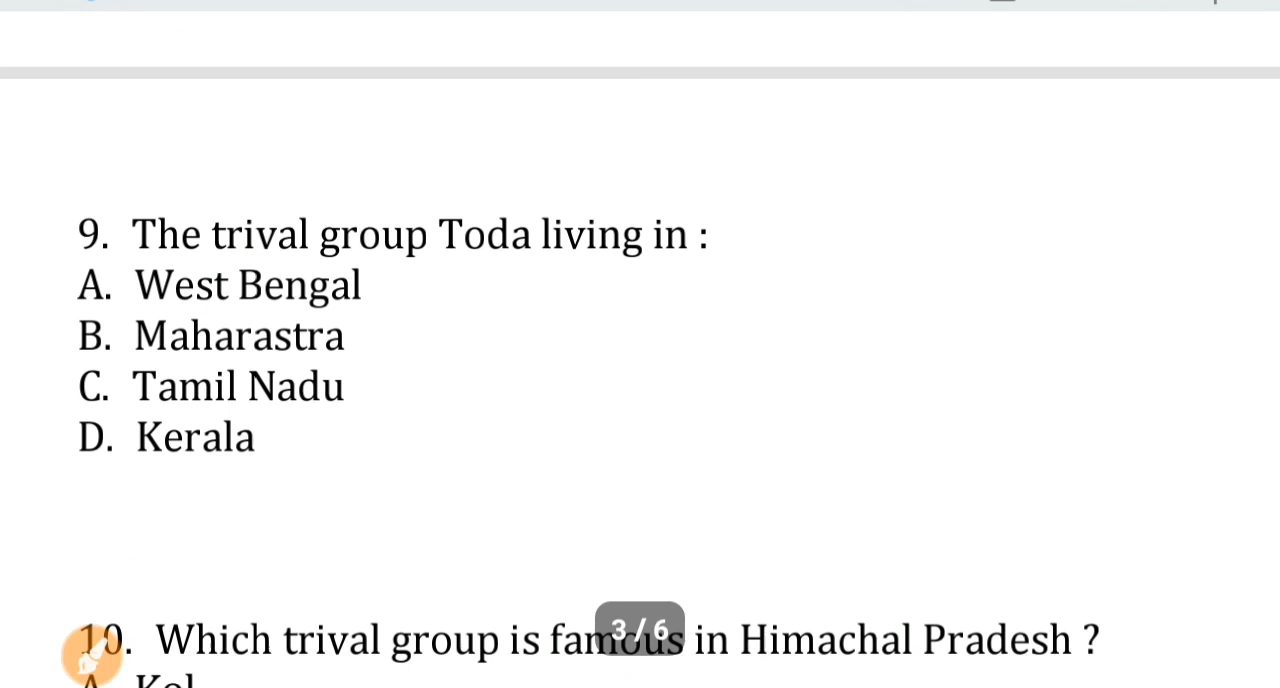 9. The trival group Toda living in :
A. West Bengal
B. Maharastra
C. Tamil Nadu
D. Kerala
10. Which trival group is famous in Himachal Pradesh ?
3 / 6
A. Kol